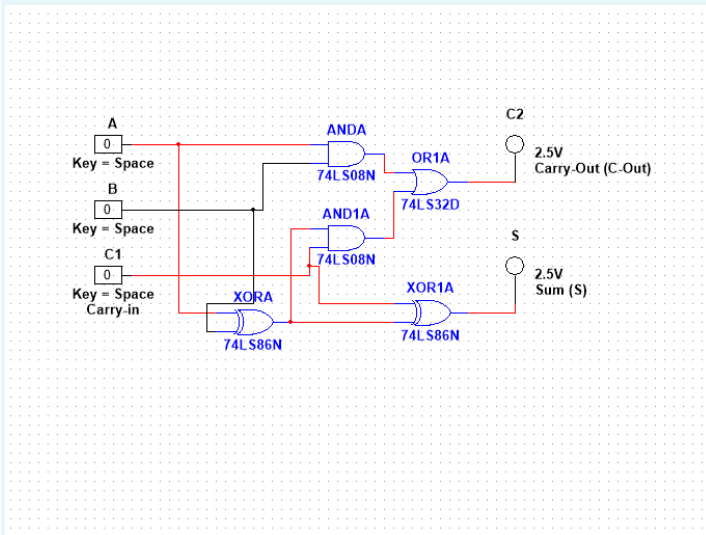 A
0
Key = Space
B
0
Key = Space
C1
0
Key = Space
Carry-in
ANDA
74LS08N
AND1A
74LS08N
XORA
74LS86N
OR1A
74LS32D
XOR1A
74LS86N
C2
2.5V
Carry-Out (C-Out)
S
2.5V
Sum (S)